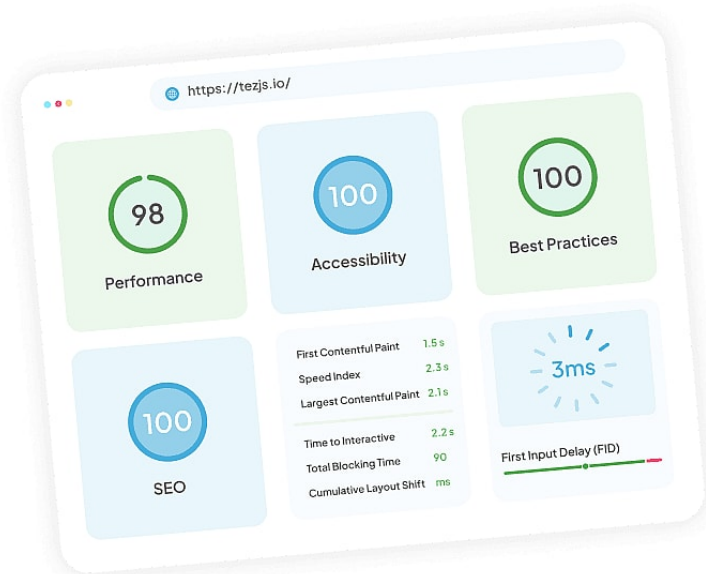 https://tezjs.io/
98
Performance
100
Accessibility
100
Best Practices
100
SEO
First Contentful Paint 1.5 s
Speed Index 2.3 s
Largest Contentful Paint 2.1 s
Time to Interactive 2.2 s
Total Blocking Time 90
Cumulative Layout Shift ms
3ms
First Input Delay (FID)